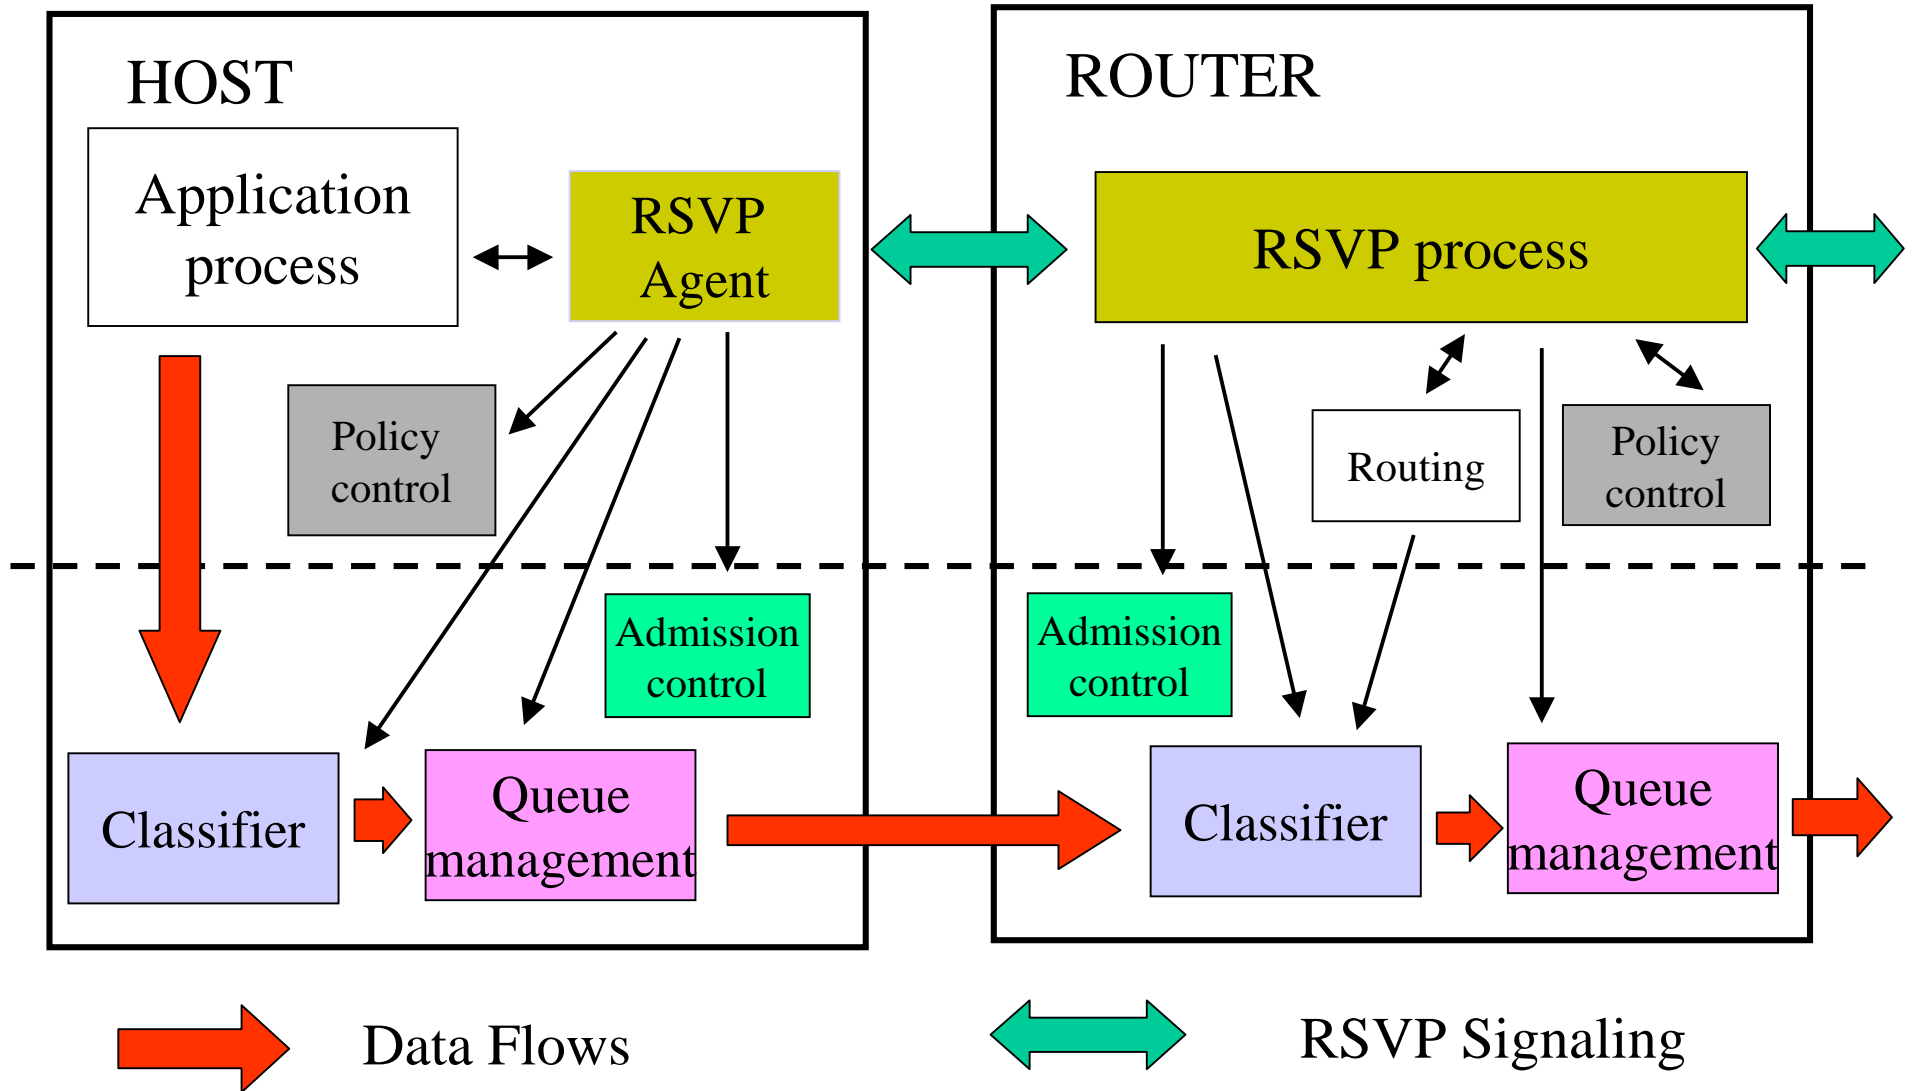 HOST
Application
process
RSVP
Agent
Policy
control
Admission
control
Classifier
Queue
management
ROUTER
RSVP process
Routing
Policy
control
Admission
control
Classifier
Queue
management
Data Flows
RSVP Signaling